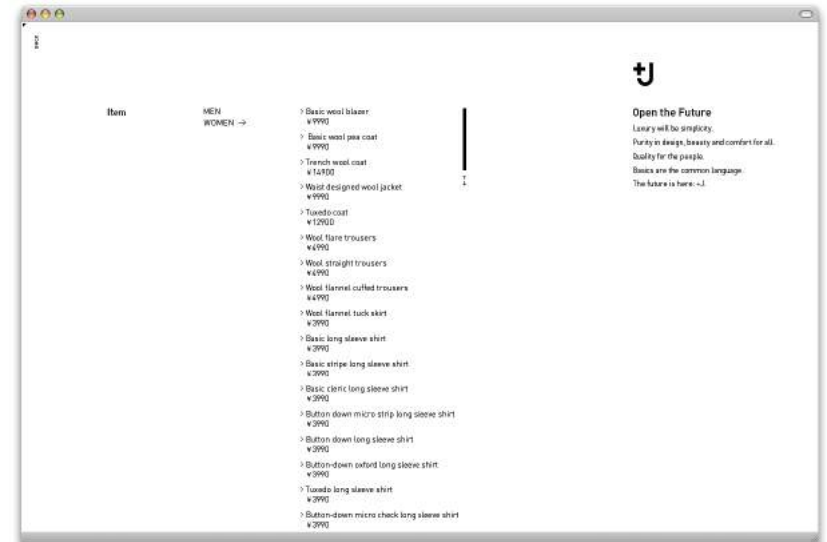 +J
Item
MEN
WOMEN →
> Basic wool blazer
¥9990
> Basic wool pea coat
¥9990
> Trench wool coat
¥14900
> Waist designed wool jacket
¥9990
> Tuxedo coat
¥12900
> Wool flare trousers
¥4990
> Wool straight trousers
¥4990
> Wool flannel cuffed trousers
¥4990
> Wool flannel tuck skirt
¥3990
> Basic long sleeve shirt
¥3990
> Basic stripe long sleeve shirt
¥3990
> Basic cleric long sleeve shirt
¥3990
> Button down micro strip long sleeve shirt
¥3990
> Button down long sleeve shirt
¥3990
> Button-down oxford long sleeve shirt
¥3990
> Tuxedo long sleeve shirt
¥3990
> Button-down micro check long sleeve shirt
¥3990
Open the Future
Luxury will be simplicity.
Purity in design, beauty and comfort for all.
Quality for the people.
Basics are the common language.
The future is here: +J.